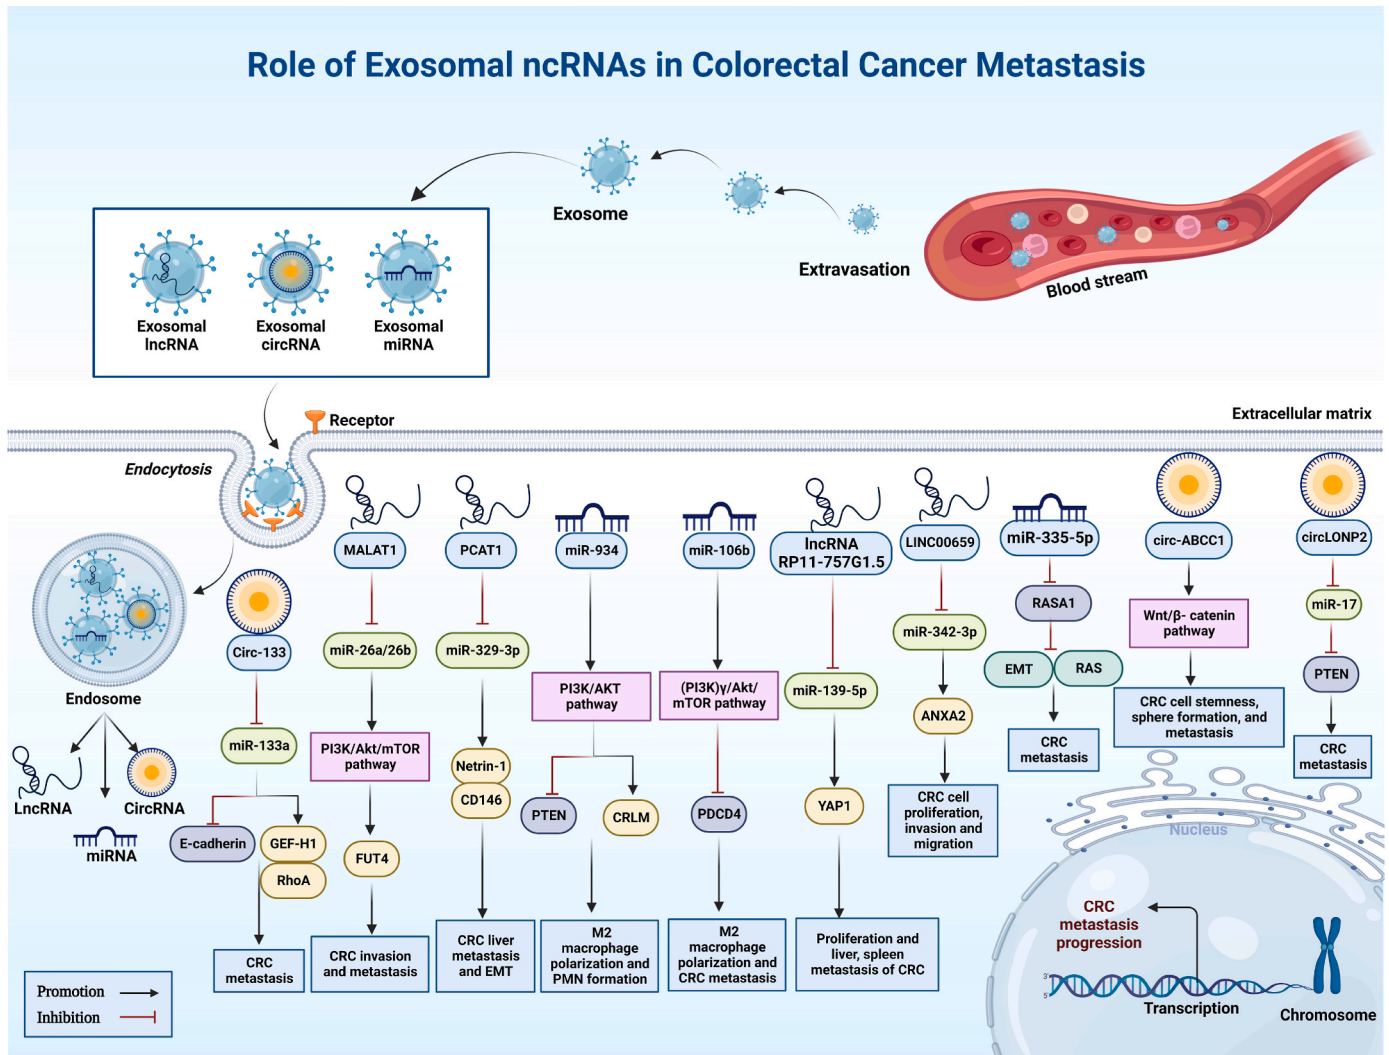 Role of Exosomal ncRNAs in Colorectal Cancer Metastasis
Exosome
Extravasation
Blood stream
Exosomal
lncRNA
Exosomal
circRNA
Exosomal
miRNA
Receptor
Extracellular matrix
Endocytosis
Endosome
LncRNA
CircRNA
miRNA
Circ-133
miR-133a
E-cadherin
GEF-H1
RhoA
CRC
metastasis
MALAT1
miR-26a/26b
PI3K/Akt/mTOR
pathway
FUT4
CRC invasion
and metastasis
PCAT1
miR-329-3p
Netrin-1
CD146
CRC liver
metastasis
and EMT
miR-934
PI3K/AKT
pathway
PTEN
CRLM
M2
macrophage
polarization and
PMN formation
miR-106b
(PI3K)γ/Akt/
mTOR pathway
PDCD4
M2
macrophage
polarization and
CRC metastasis
lncRNA
RP11-757G1.5
miR-139-5p
YAP1
Proliferation and
liver, spleen
metastasis of CRC
LINC00659
miR-342-3p
ANXA2
CRC cell
proliferation,
invasion and
migration
miR-335-5p
RASA1
EMT
RAS
CRC
metastasis
circ-ABCC1
Wnt/β- catenin
pathway
CRC cell stemness,
sphere formation, and
metastasis
circLONP2
miR-17
PTEN
CRC
metastasis
Nucleus
CRC
metastasis
progression
3'
5'
Transcription
Chromosome
Promotion
Inhibition